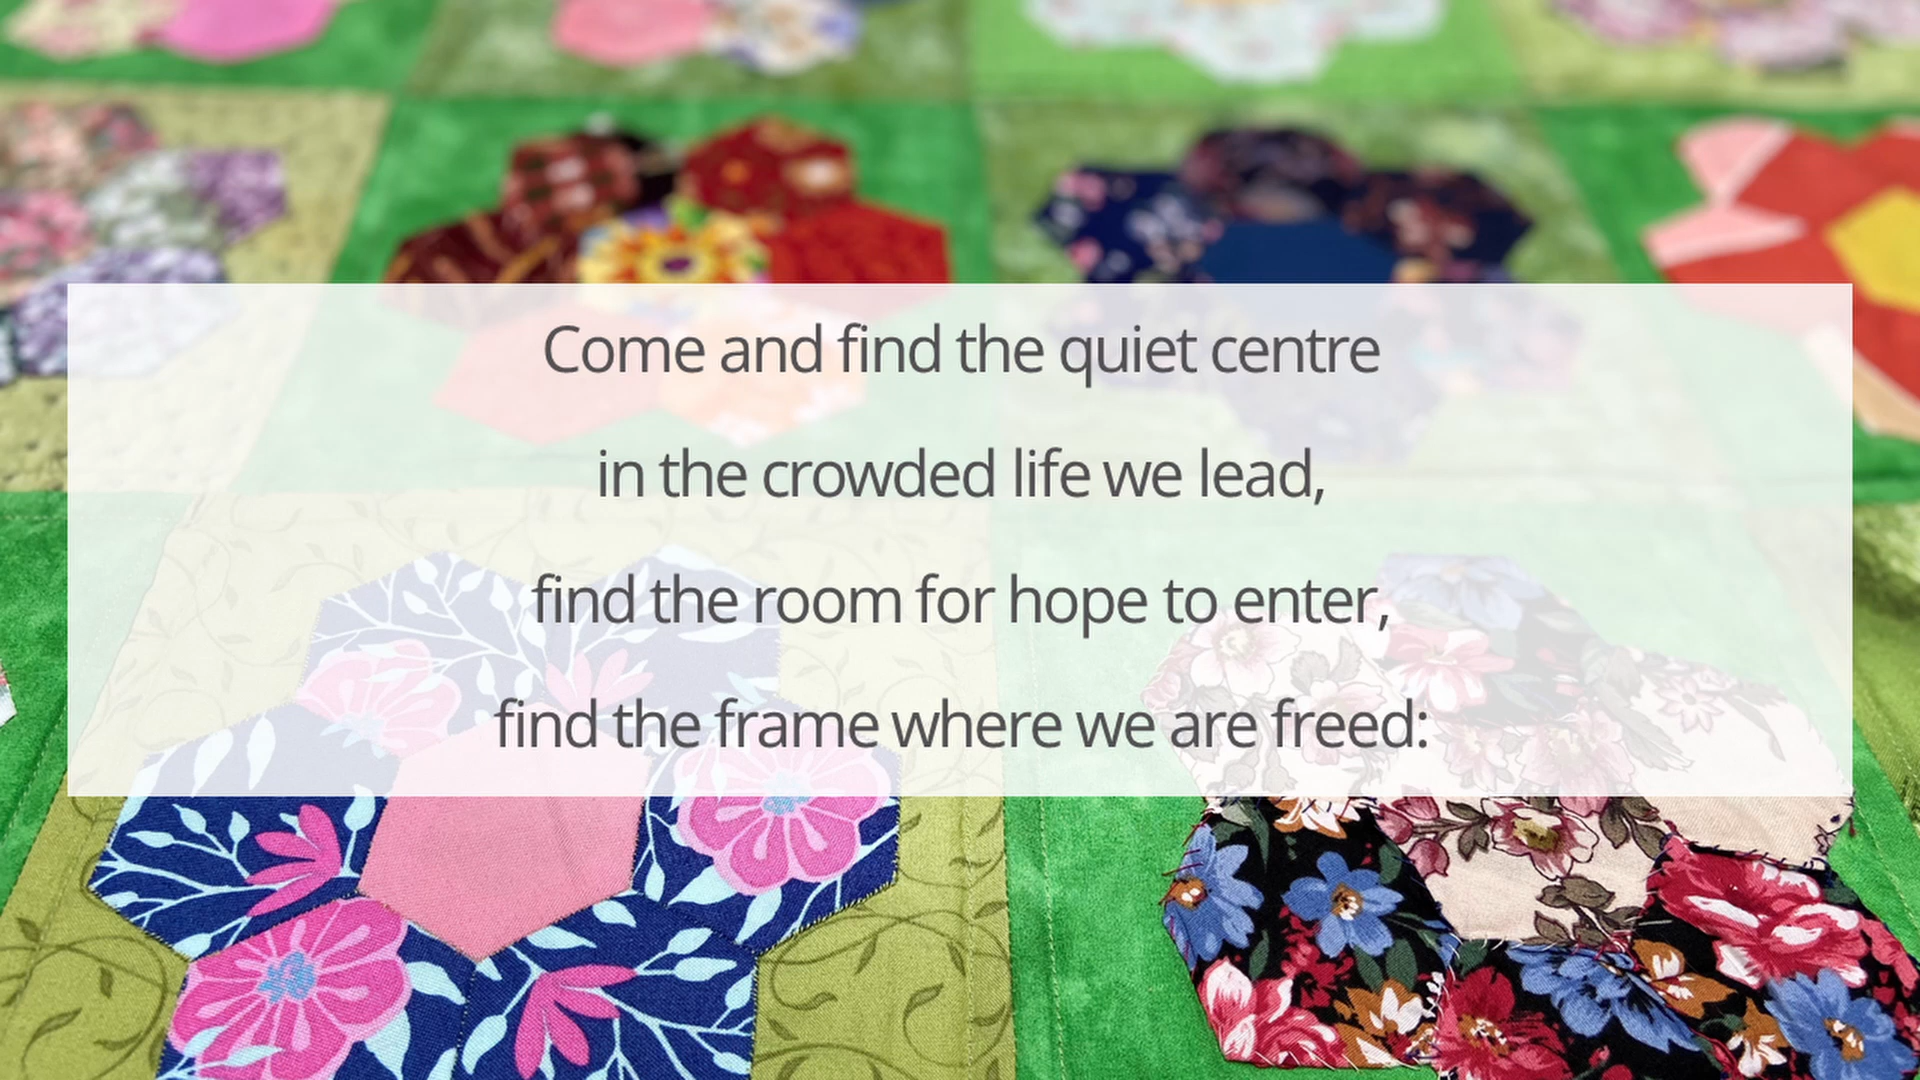 Come and find the quiet centre
in the crowded life we lead,
find the room for hope to enter,
find the frame where we are freed: